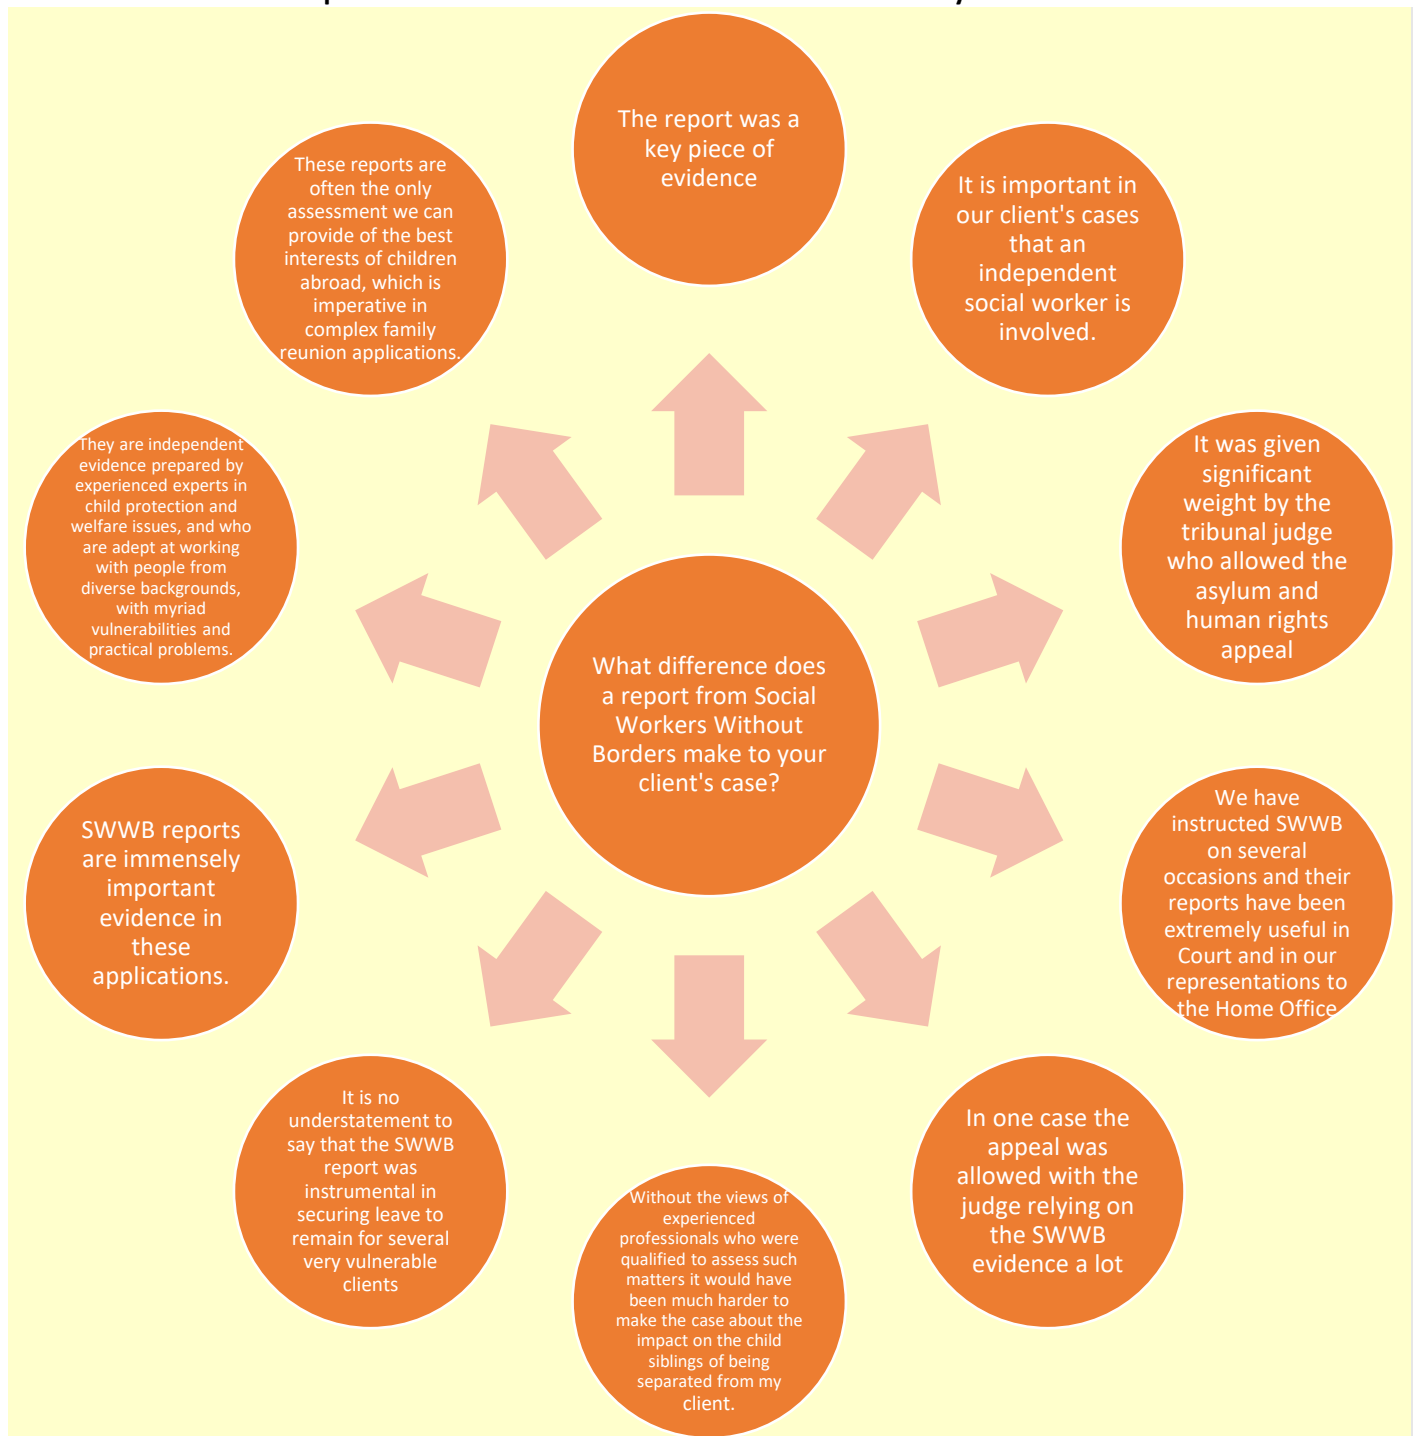 The report was a
key piece of
evidence
It is important in
our client's cases
that an
independent
social worker is
involved.
It was given
significant
weight by the
tribunal judge
who allowed the
asylum and
human rights
appeal
We have
instructed SWWB
on several
occasions and their
reports have been
extremely useful in
Court and in our
representations to
the Home Office
In one case the
appeal was
allowed with the
judge relying on
the SWWB
evidence a lot
Without the views of
experienced
professionals who were
qualified to assess such
matters it would have
been much harder to
make the case about the
impact on the child
siblings of being
separated from my
client.
It is no
understatement to
say that the SWWB
report was
instrumental in
securing leave to
remain for several
very vulnerable
clients
SWWB reports
are immensely
important
evidence in
these
applications.
They are independent
evidence prepared by
experienced experts in
child protection and
welfare issues, and who
are adept at working
with people from
diverse backgrounds,
with myriad
vulnerabilities and
practical problems.
These reports are
often the only
assessment we can
provide of the best
interests of children
abroad, which is
imperative in
complex family
reunion applications.
What difference does
a report from Social
Workers Without
Borders make to your
client's case?